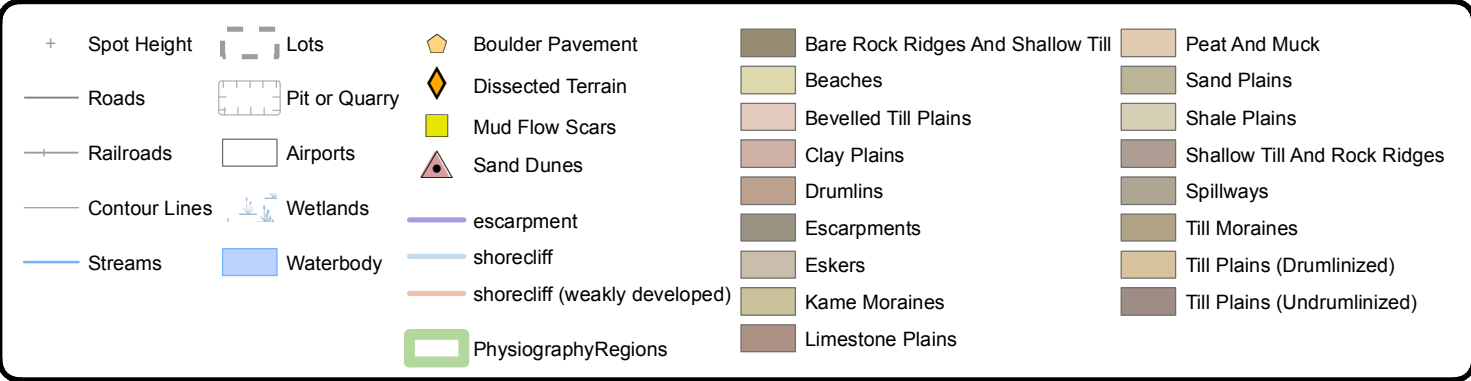 Spot Height
Roads
Railroads
Contour Lines
Streams
Lots
Pit or Quarry
Airports
Wetlands
Waterbody
Boulder Pavement
Dissected Terrain
Mud Flow Scars
Sand Dunes
escarpment
shorecliff
shorecliff (weakly developed)
PhysiographyRegions
Bare Rock Ridges And Shallow Till
Beaches
Bevelled Till Plains
Clay Plains
Drumlins
Escarpments
Eskers
Kame Moraines
Limestone Plains
Peat And Muck
Sand Plains
Shale Plains
Shallow Till And Rock Ridges
Spillways
Till Moraines
Till Plains (Drumlinized)
Till Plains (Undrumlinized)